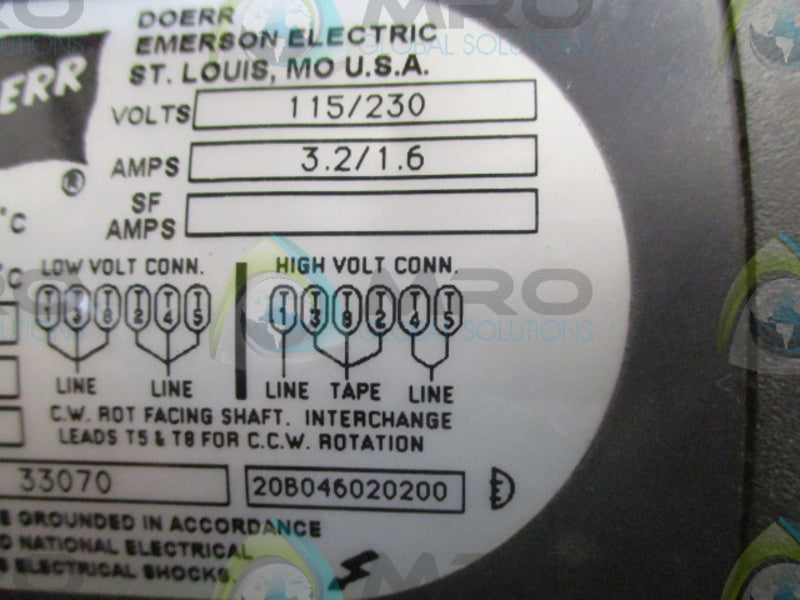 DOERR
EMERSON ELECTRIC
ST. LOUIS, MO U.S.A.
ERR
®
VOLTS 115/230
AMPS 3.2/1.6
SF
AMPS
°C
°C
LOW VOLT CONN.
T1 T3 T8 T2 T4 T5
LINE LINE
HIGH VOLT CONN.
T1 T3 T8 T2 T4 T5
LINE TAPE LINE
C.W. ROT FACING SHAFT. INTERCHANGE
LEADS T5 & T8 FOR C.C.W. ROTATION
33070 20B046020200
E GROUNDED IN ACCORDANCE
D NATIONAL ELECTRICAL
S ELECTRICAL SHOCKS.
MRO
GLOBAL SOLUTIONS